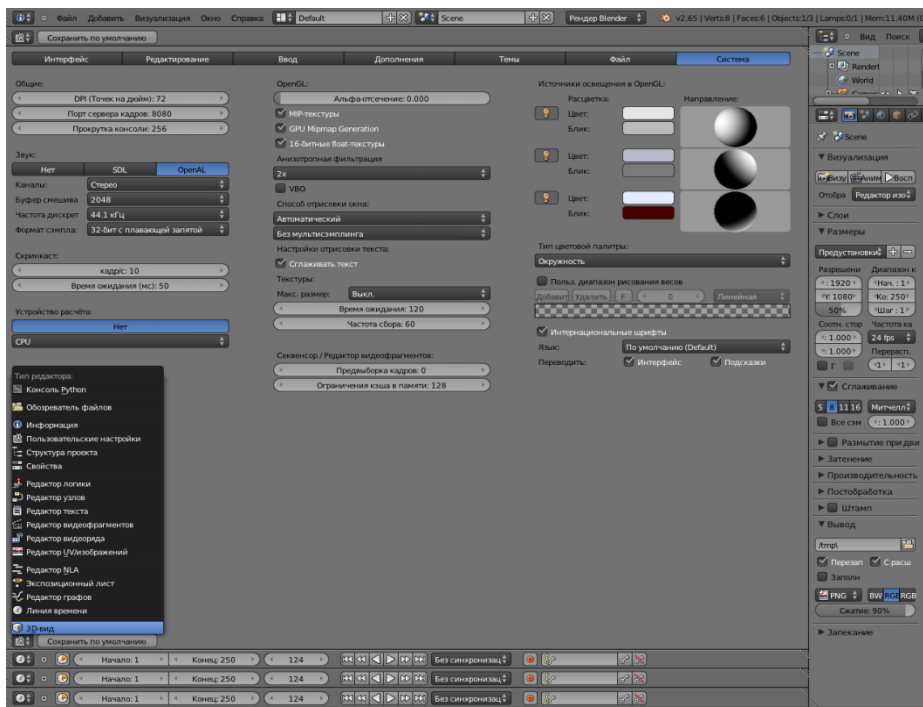 Файл Добавить Визуализация Окно Справка Default Scene Рендер Blender v2.65 | Verts:8 | Faces:6 | Objects:1/3 | Lamps:0/1 | Mem:11.40M
Сохранить по умолчанию
Интерфейс Редактирование Ввод Дополнения Темы Файл Система
Общие:
DPI (Точек на дюйм): 72
Порт сервера кадров: 8080
Прокрутка консоли: 256
Звук:
Нет SDL OpenAL
Каналы: Стерео
Буфер смешива 2048
Частота дискрет 44.1 кГц
Формат сэмпла: 32-бит с плавающей запятой
Скринкаст:
кадр/с: 10
Время ожидания (мс): 50
Устройство расчёта:
Нет
CPU
Тип редактора:
Консоль Python
Обозреватель файлов
Информация
Пользовательские настройки
Структура проекта
Свойства
Редактор логики
Редактор узлов
Редактор текста
Редактор видеофрагментов
Редактор видеоряда
Редактор UV/изображений
Редактор NLA
Экспозиционный лист
Редактор графов
Линия времени
3D-вид
Сохранить по умолчанию
OpenGL:
Альфа-отсечение: 0.000
MIP-текстуры
GPU Mipmap Generation
16-битные float-текстуры
Анизотропная фильтрация
2x
VBO
Способ отрисовки окна:
Автоматический
Без мультисэмплинга
Настройки отрисовки текста:
Сглаживать текст
Текстуры:
Макс. размер: Выкл.
Время ожидания: 120
Частота сбора: 60
Секвенсор / Редактор видеофрагментов:
Предвыборка кадров: 0
Ограничения кэша в памяти: 128
Источники освещения в OpenGL:
Расцветка: Направление:
Цвет:
Блик:
Цвет:
Блик:
Цвет:
Блик:
Тип цветовой палитры:
Окружность
Польз. диапазон рисования весов
Добавит Удалить F 0 Линейная
Интернациональные шрифты
Язык: По умолчанию (Default)
Переводить: Интерфейс Подсказки
Начало: 1 Конец: 250 124 Без синхронизац
Начало: 1 Конец: 250 124 Без синхронизац
Начало: 1 Конец: 250 124 Без синхронизац
Вид Поиск
Scene
Renderl
World
Scene
Визуализация
Визу Аним Восп
Отобра Редактор изо
Слои
Размеры
Предустановки
Разрешени Диапазон к
: 1920 Нач. : 1
Y: 1080 Ко: 250
50% Шаг : 1
Соотн. стор Частота ка
: 1.000 24 fps
: 1.000 Перерасп.
Г 1 1
Сглаживание
5 8 11 16 Митчелл
Все сэм : 1.000
Размытие при дви
Затенение
Производительность
Постобработка
Штамп
Вывод
/tmp\
Перезап С расш
Заполн
PNG BW RGB RGB
Сжатие: 90%
Запекание